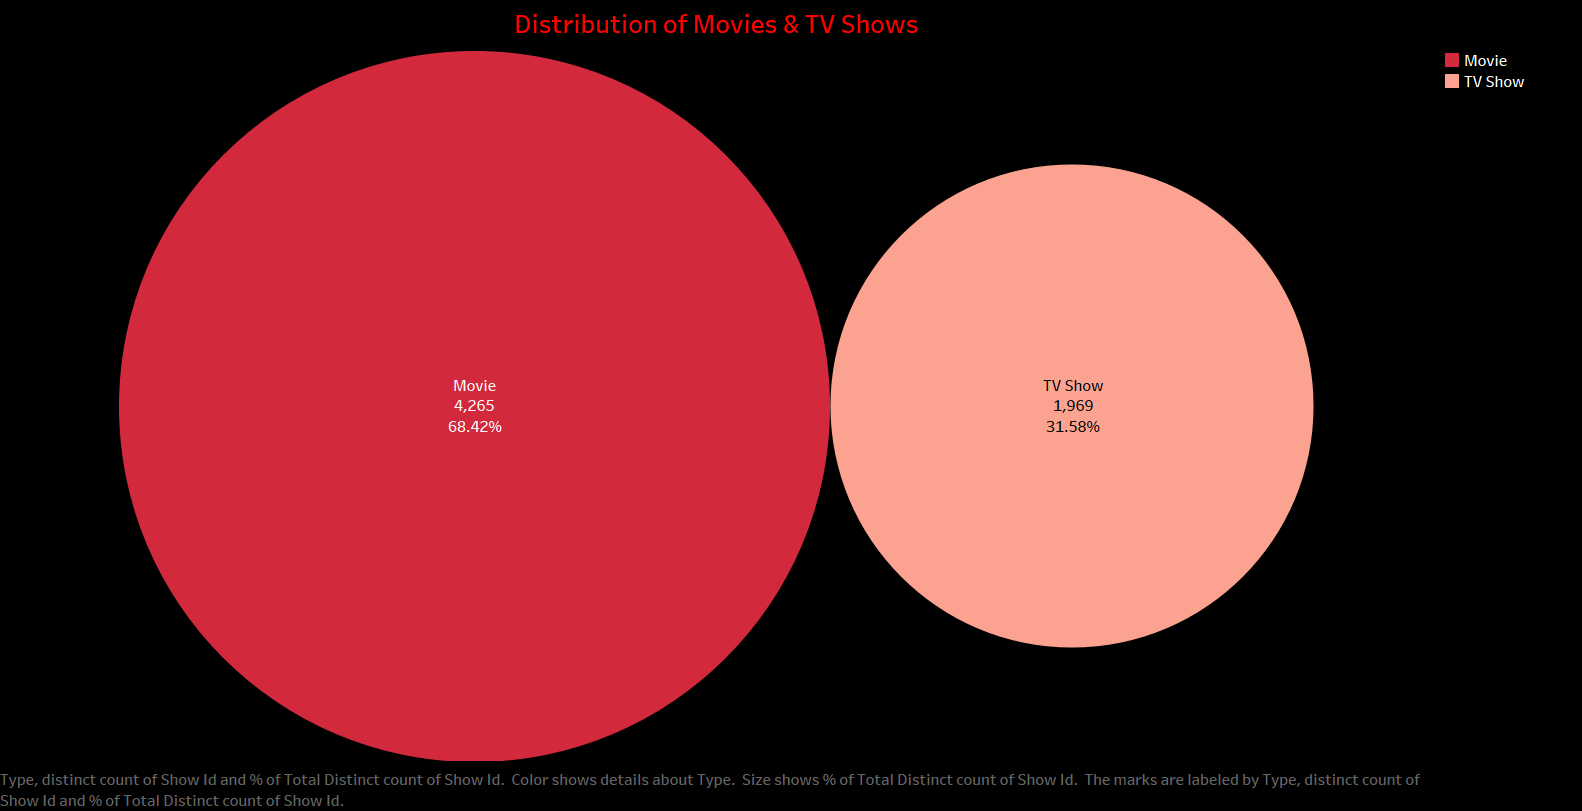 Distribution of Movies & TV Shows
Movie
TV Show
Movie
4,265
68.42%
TV Show
1,969
31.58%
Type, distinct count of Show Id and % of Total Distinct count of Show Id.  Color shows details about Type.  Size shows % of Total Distinct count of Show Id.  The marks are labeled by Type, distinct count of
Show Id and % of Total Distinct count of Show Id.